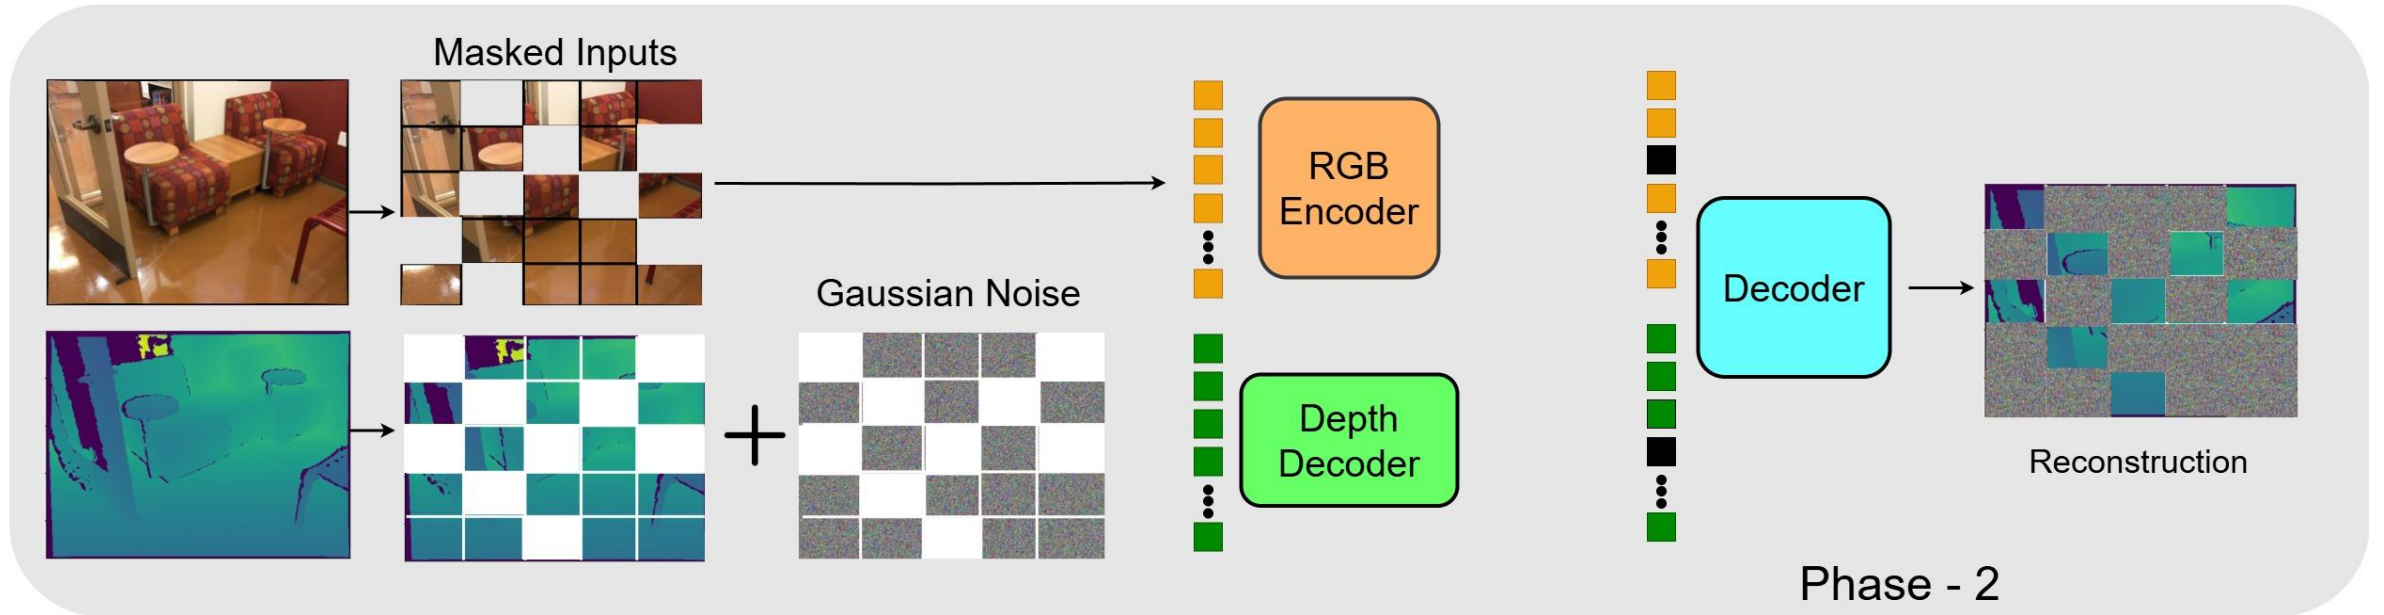 Masked Inputs
RGB
Encoder
Gaussian Noise
Depth
Decoder
Decoder
Reconstruction
Phase - 2